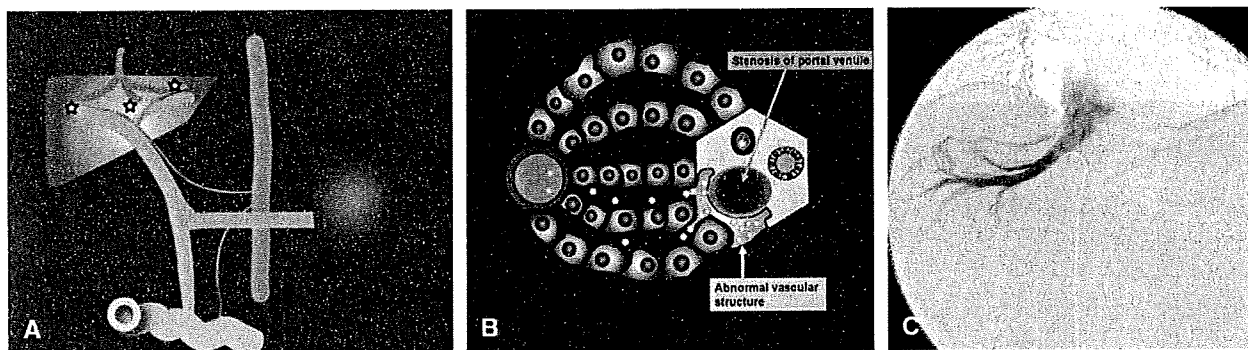 Stenosis of portal venule
Abnormal vascular
structure
A
B
C